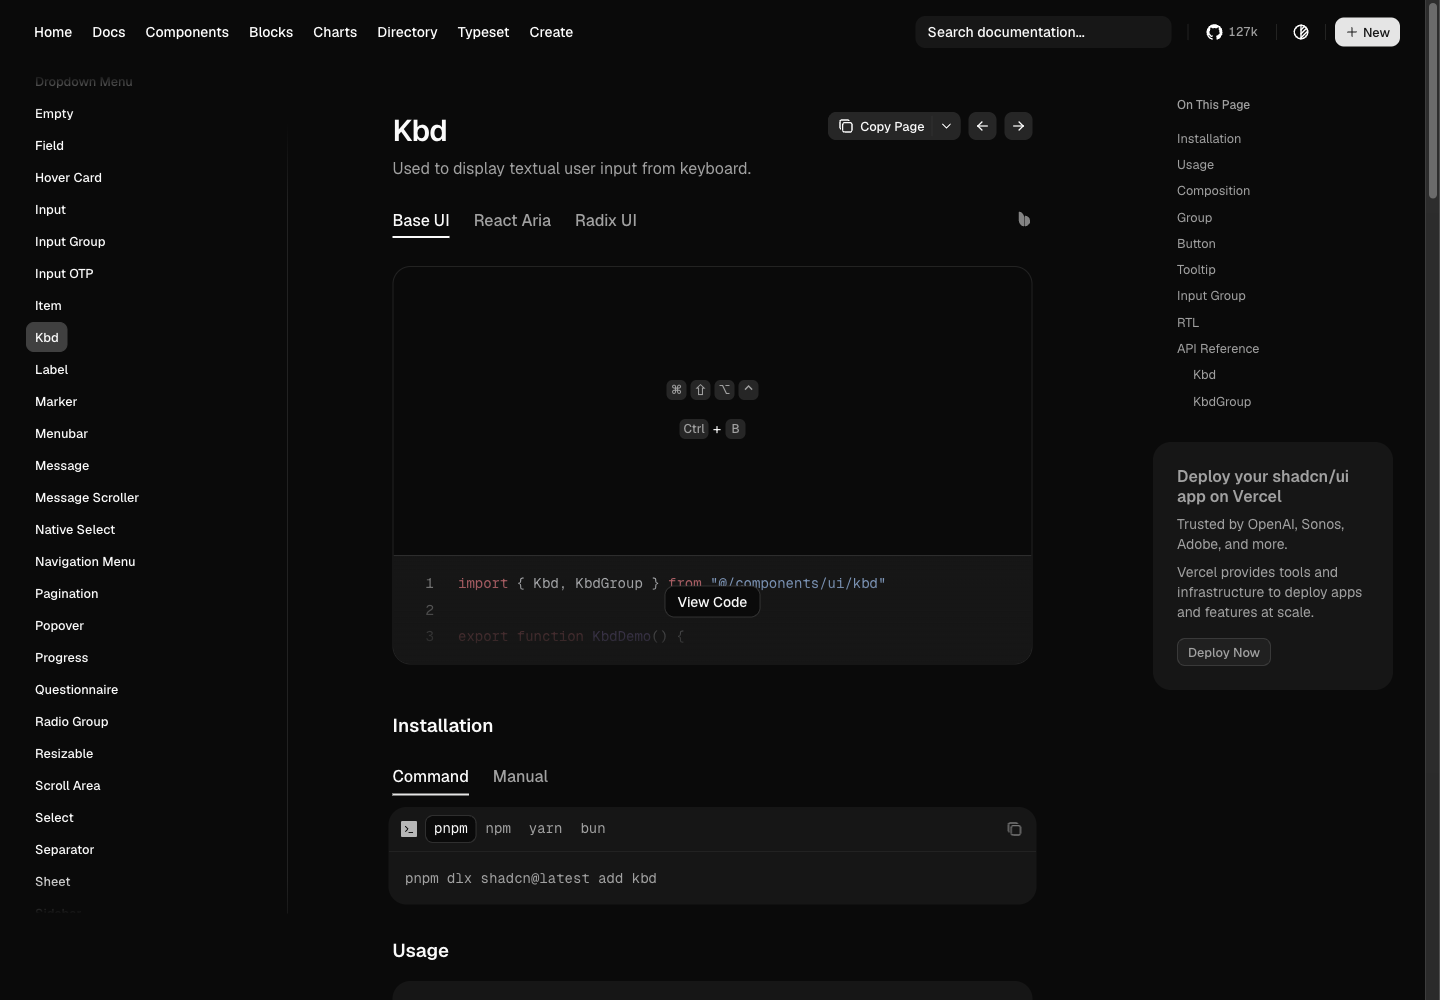 Home Docs Components Blocks Charts Directory Typeset Create
Search documentation...
127k
New
Dropdown Menu
Empty
Field
Hover Card
Input
Input Group
Input OTP
Item
Kbd
Label
Marker
Menubar
Message
Message Scroller
Native Select
Navigation Menu
Pagination
Popover
Progress
Questionnaire
Radio Group
Resizable
Scroll Area
Select
Separator
Sheet
Sidebar
Kbd
Copy Page
Used to display textual user input from keyboard.
Base UI React Aria Radix UI
⌘ ⇧ ⌥ ⌃
Ctrl + B
1 import { Kbd, KbdGroup } from "@/components/ui/kbd"
2
View Code
3 export function KbdDemo() {
Installation
Command Manual
pnpm npm yarn bun
pnpm dlx shadcn@latest add kbd
Usage
On This Page
Installation
Usage
Composition
Group
Button
Tooltip
Input Group
RTL
API Reference
Kbd
KbdGroup
Deploy your shadcn/ui
app on Vercel
Trusted by OpenAI, Sonos,
Adobe, and more.
Vercel provides tools and
infrastructure to deploy apps
and features at scale.
Deploy Now